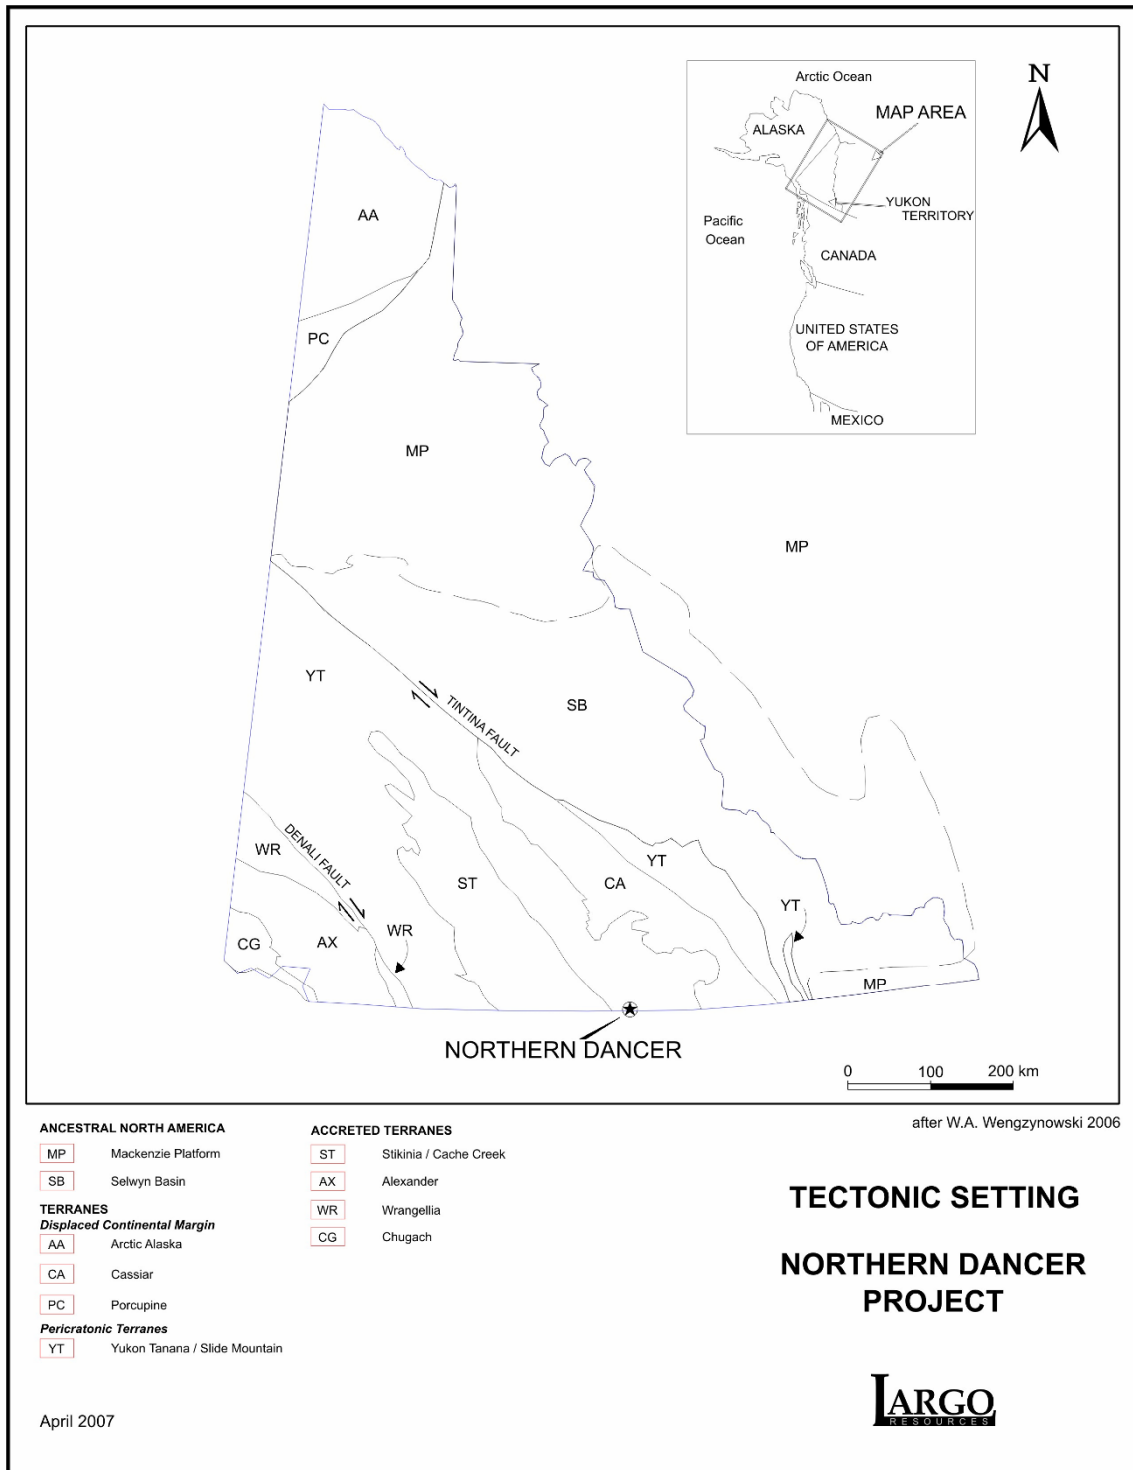 Arctic Ocean
N
ALASKA
MAP AREA
YUKON
TERRITORY
Pacific
Ocean
CANADA
UNITED STATES
OF AMERICA
MEXICO
AA
PC
MP
MP
YT
SB
TINTINA FAULT
DENALI FAULT
WR
ST
CA
YT
YT
WR
CG
AX
MP
NORTHERN DANCER
0 100 200 km
after W.A. Wengzynowski 2006
ANCESTRAL NORTH AMERICA
MP Mackenzie Platform
SB Selwyn Basin
TERRANES
Displaced Continental Margin
AA Arctic Alaska
CA Cassiar
PC Porcupine
Pericratonic Terranes
YT Yukon Tanana / Slide Mountain
ACCRETED TERRANES
ST Stikinia / Cache Creek
AX Alexander
WR Wrangellia
CG Chugach
TECTONIC SETTING
NORTHERN DANCER
PROJECT
LARGO
RESOURCES
April 2007